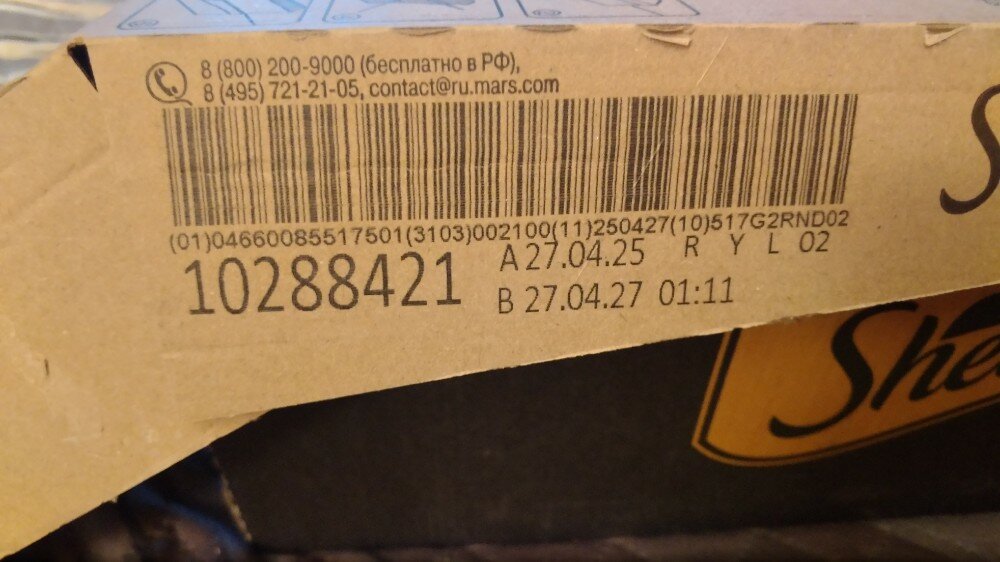 8 (800) 200-9000 (бесплатно в РФ),
8 (495) 721-21-05, contact@ru.mars.com
(01)04660085517501(3103)002100(11)250427(10)517G2RND02
10288421
A 27.04.25 R Y L 02
B 27.04.27 01:11